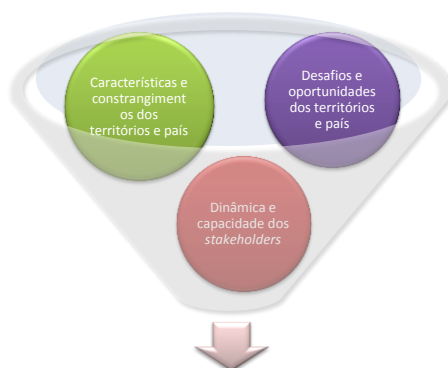 Características e
constrangiment
os dos
territórios e país
Desafios e
oportunidades
dos territórios
e país
Dinâmica e
capacidade dos
stakeholders